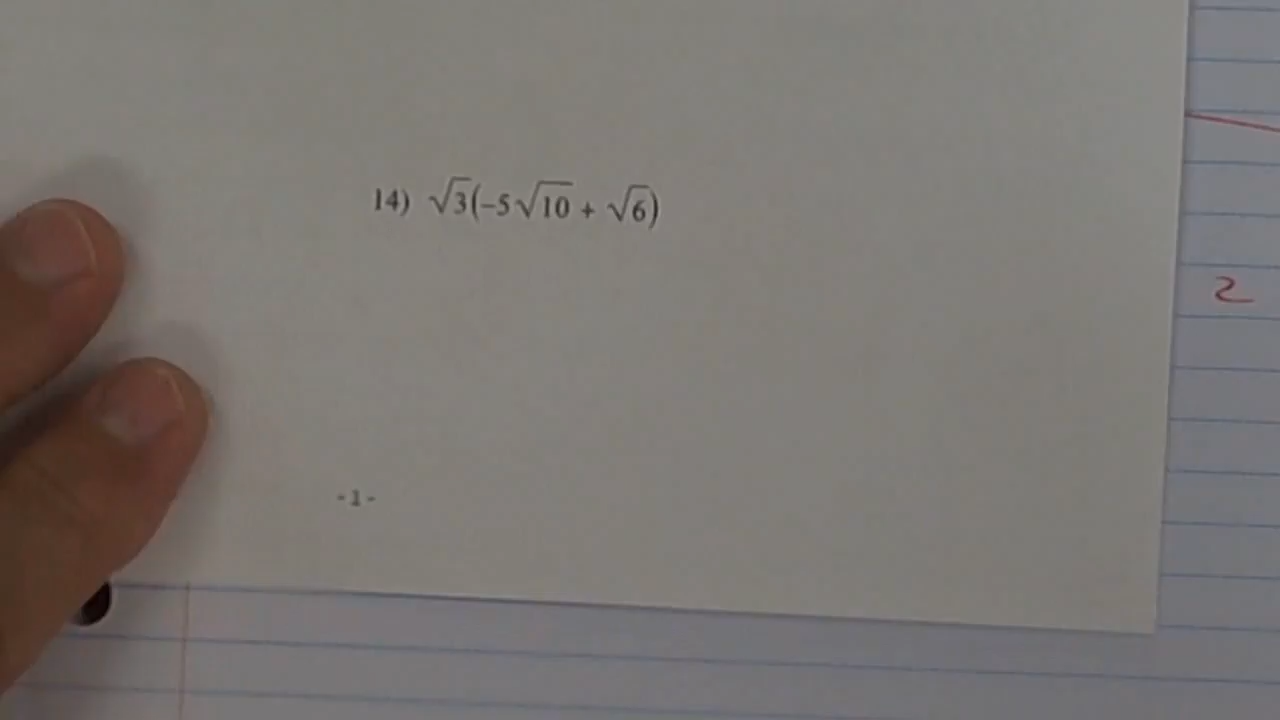 14) √3(−5√10 + √6)
2
- 1 -